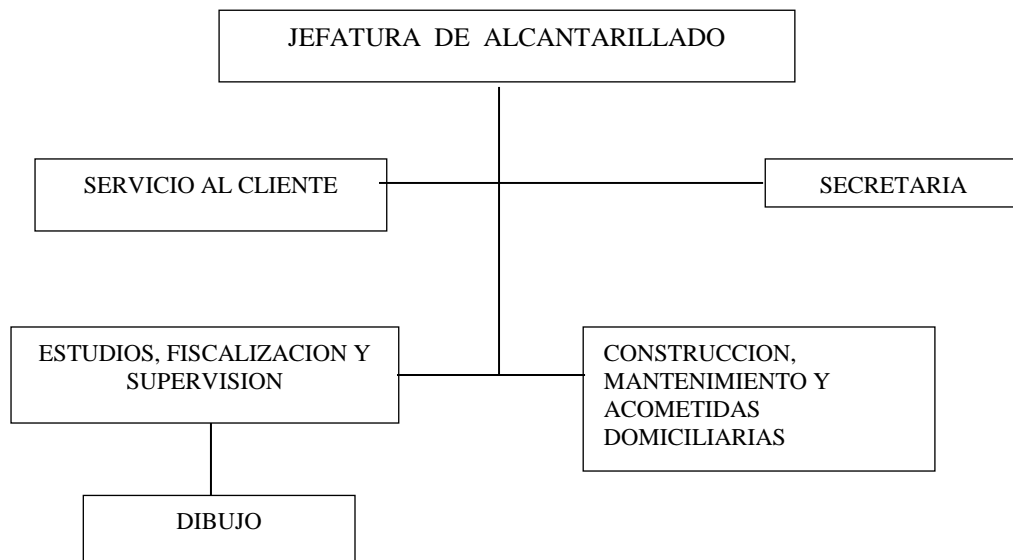 JEFATURA DE ALCANTARILLADO
SERVICIO AL CLIENTE
SECRETARIA
ESTUDIOS, FISCALIZACION Y
SUPERVISION
CONSTRUCCION,
MANTENIMIENTO Y
ACOMETIDAS
DOMICILIARIAS
DIBUJO